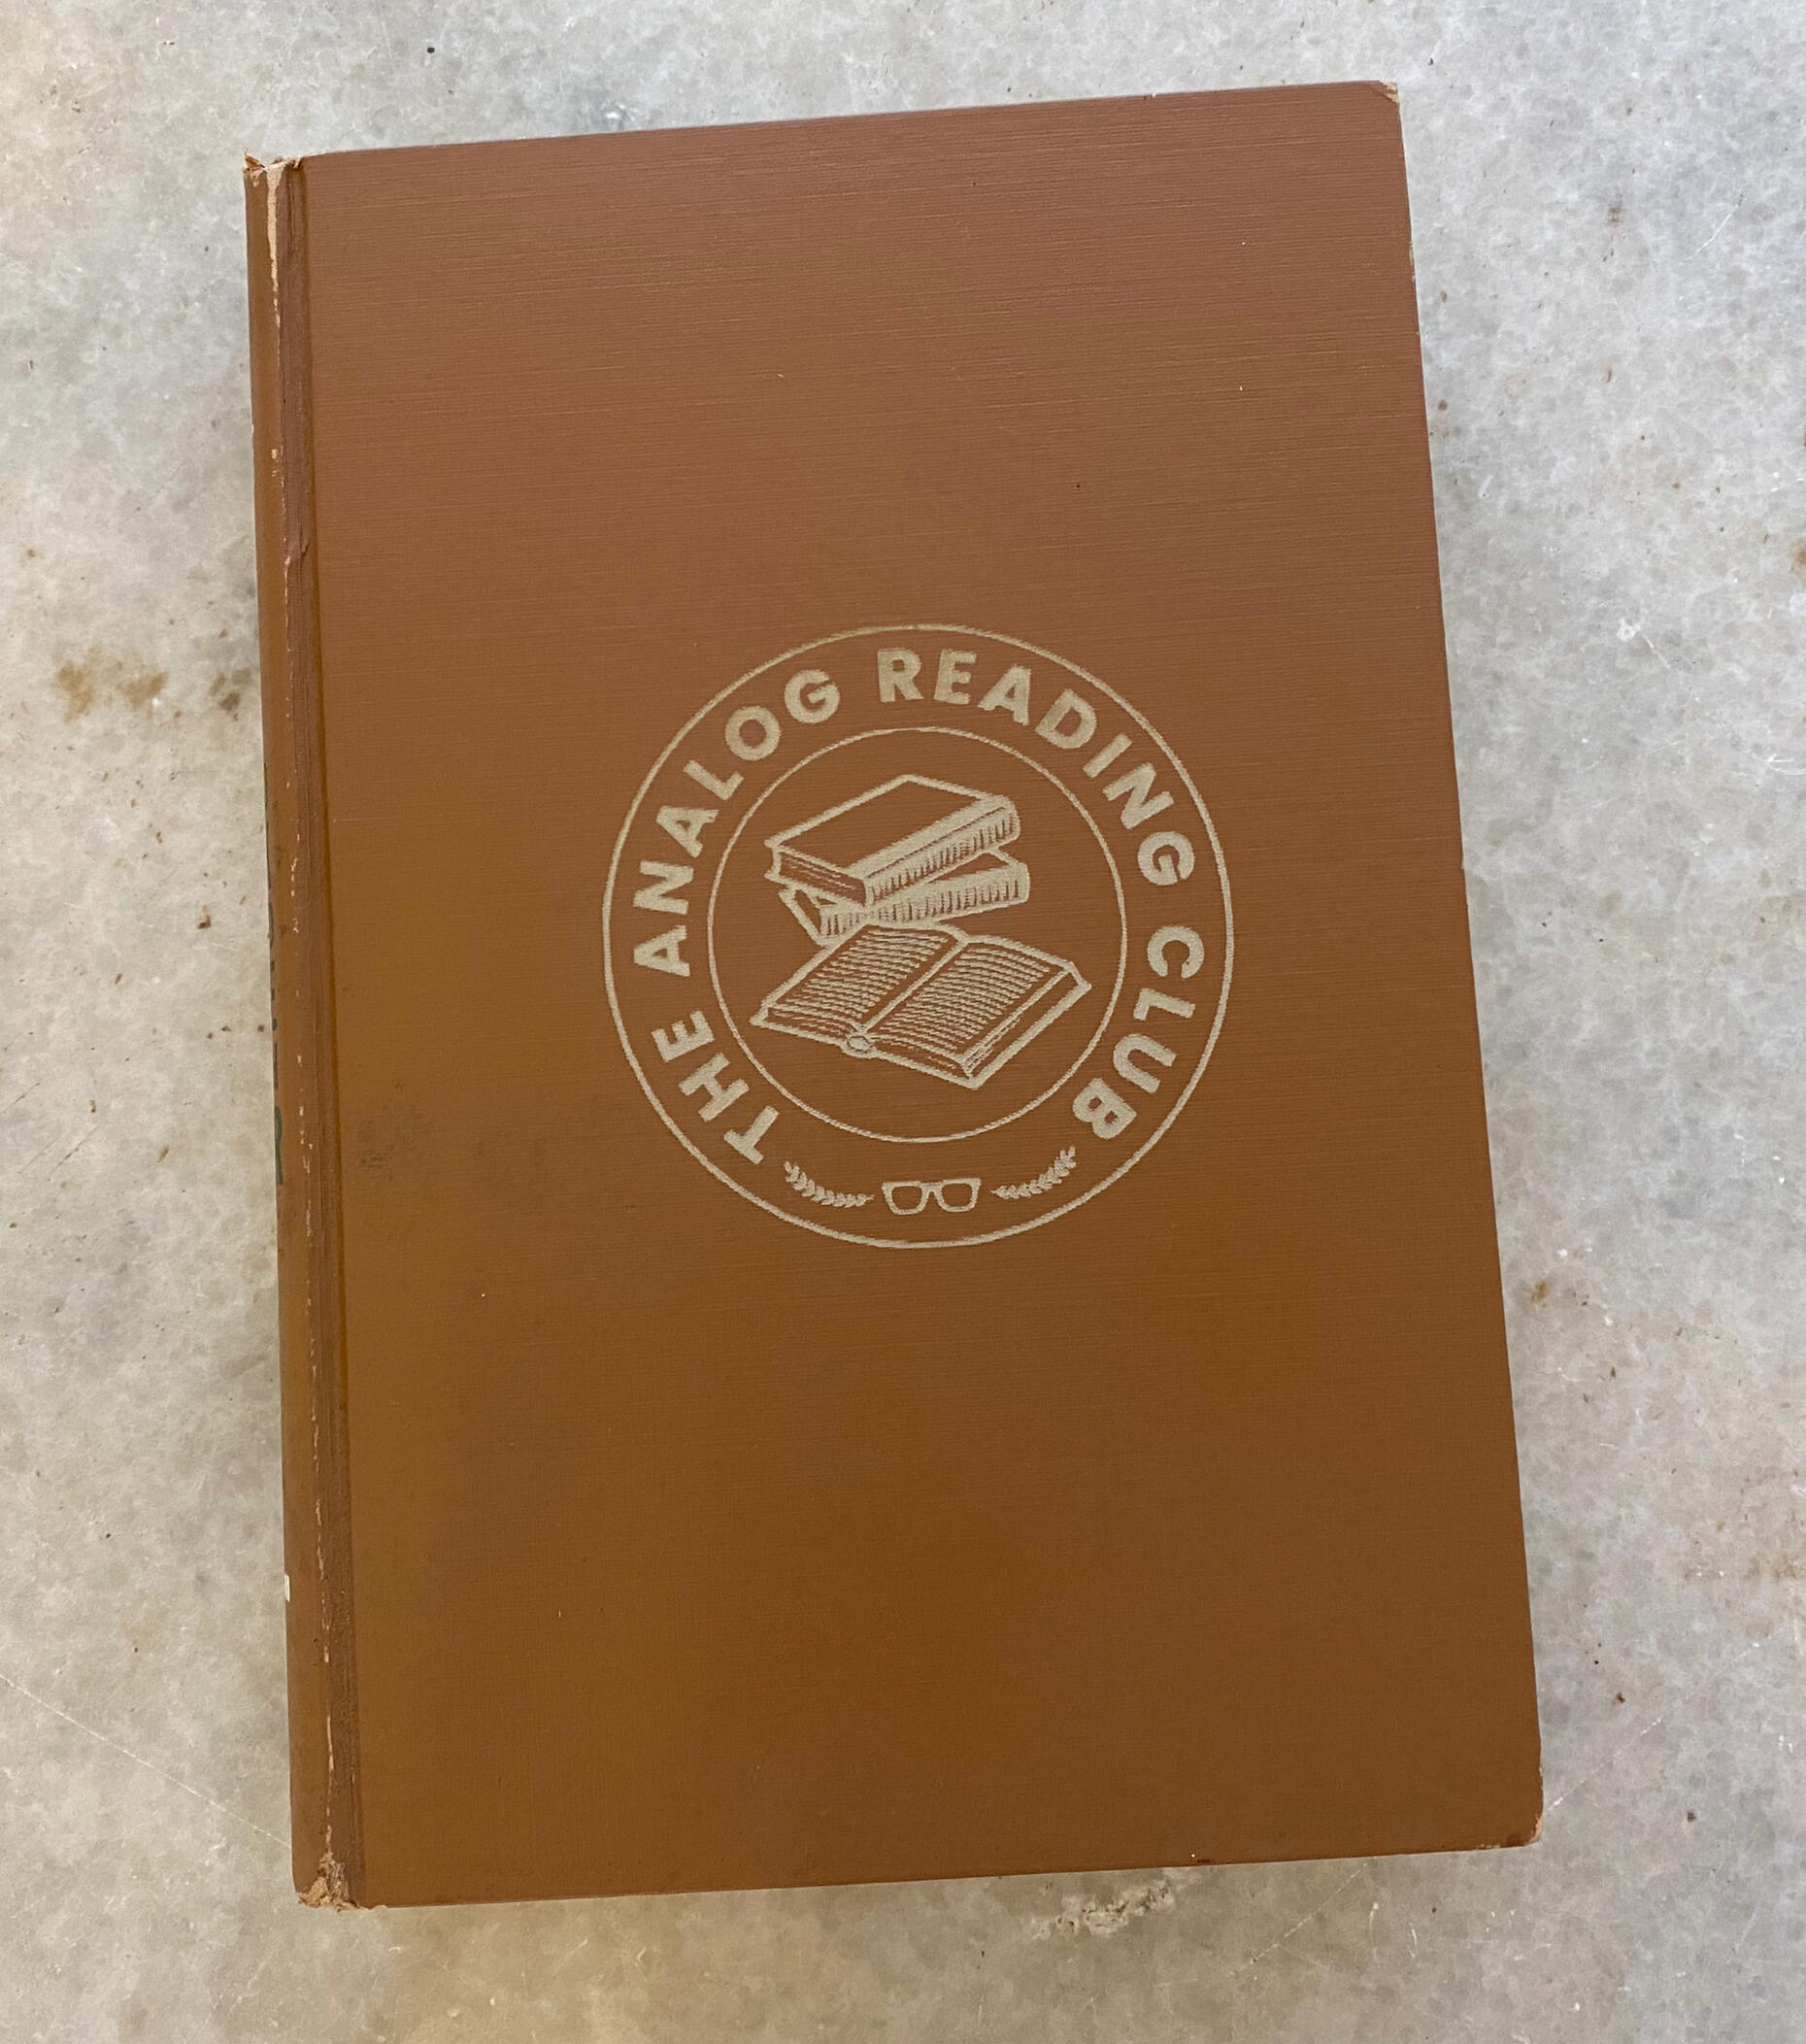 THE ANALOG READING CLUB